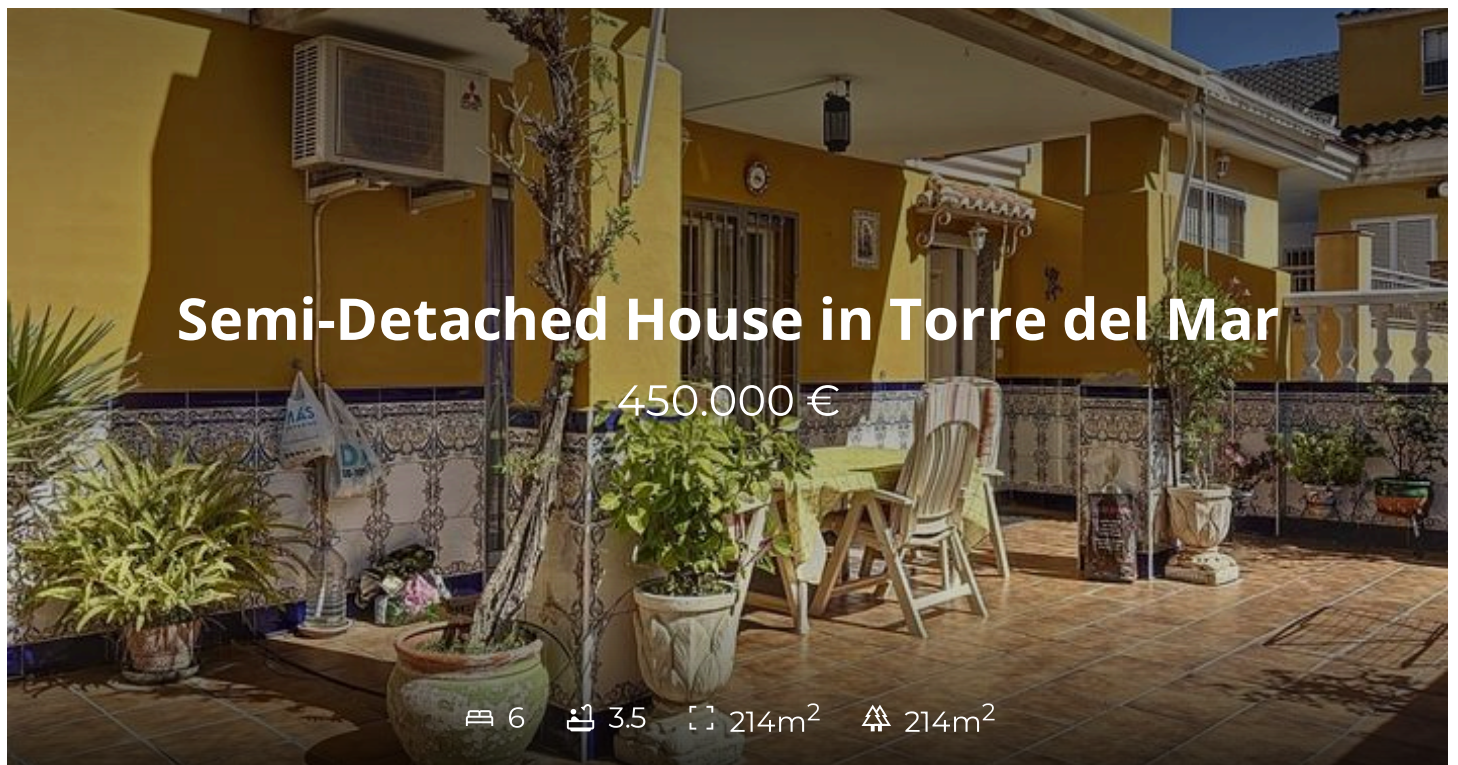 Semi-Detached House in Torre del Mar
450.000 €
6 3.5 214m² 214m²